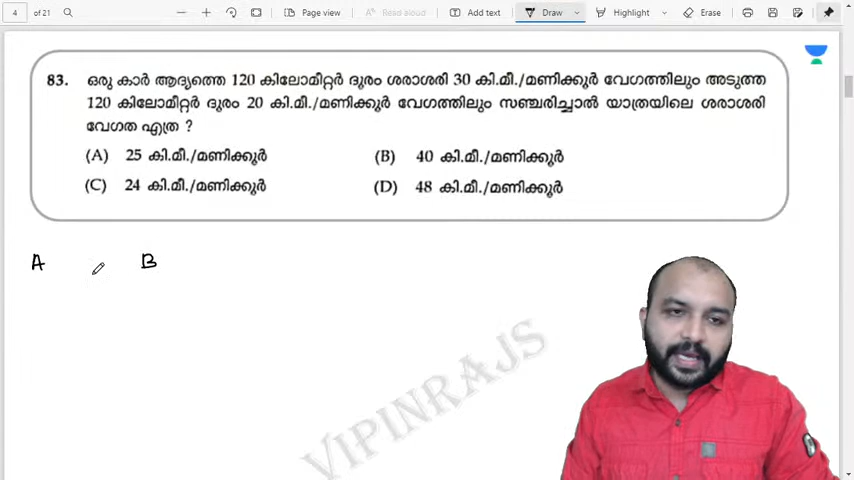 4 of 21
Page view
Read aloud
Add text
Draw
Highlight
Erase
83. ഒരു കാർ ആദ്യത്തെ 120 കിലോമീറ്റർ ദൂരം ശരാശരി 30 കി.മീ./മണിക്കൂർ വേഗത്തിലും അടുത്ത
120 കിലോമീറ്റർ ദൂരം 20 കി.മീ./മണിക്കൂർ വേഗത്തിലും സഞ്ചരിച്ചാൽ യാത്രയിലെ ശരാശരി
വേഗത എത്ര ?
(A) 25 കി.മീ./മണിക്കൂർ (B) 40 കി.മീ./മണിക്കൂർ
(C) 24 കി.മീ./മണിക്കൂർ (D) 48 കി.മീ./മണിക്കൂർ
A B
VIPINRAJS